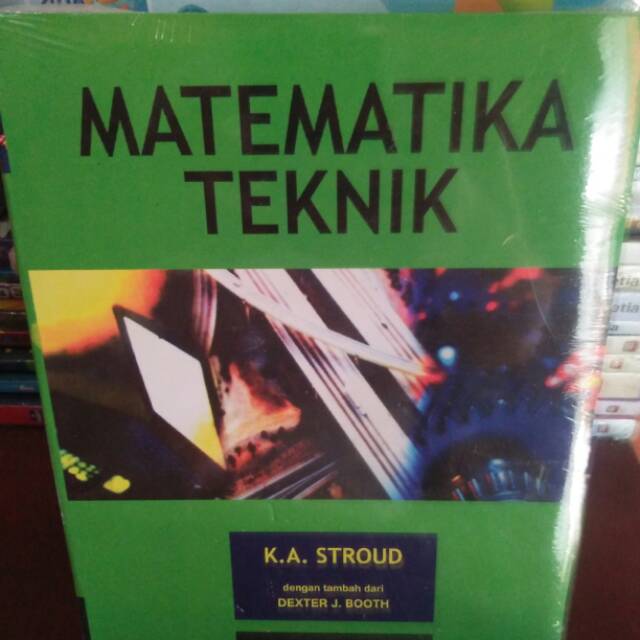 MATEMATIKA
TEKNIK
K.A. STROUD
dengan tambah dari
DEXTER J. BOOTH